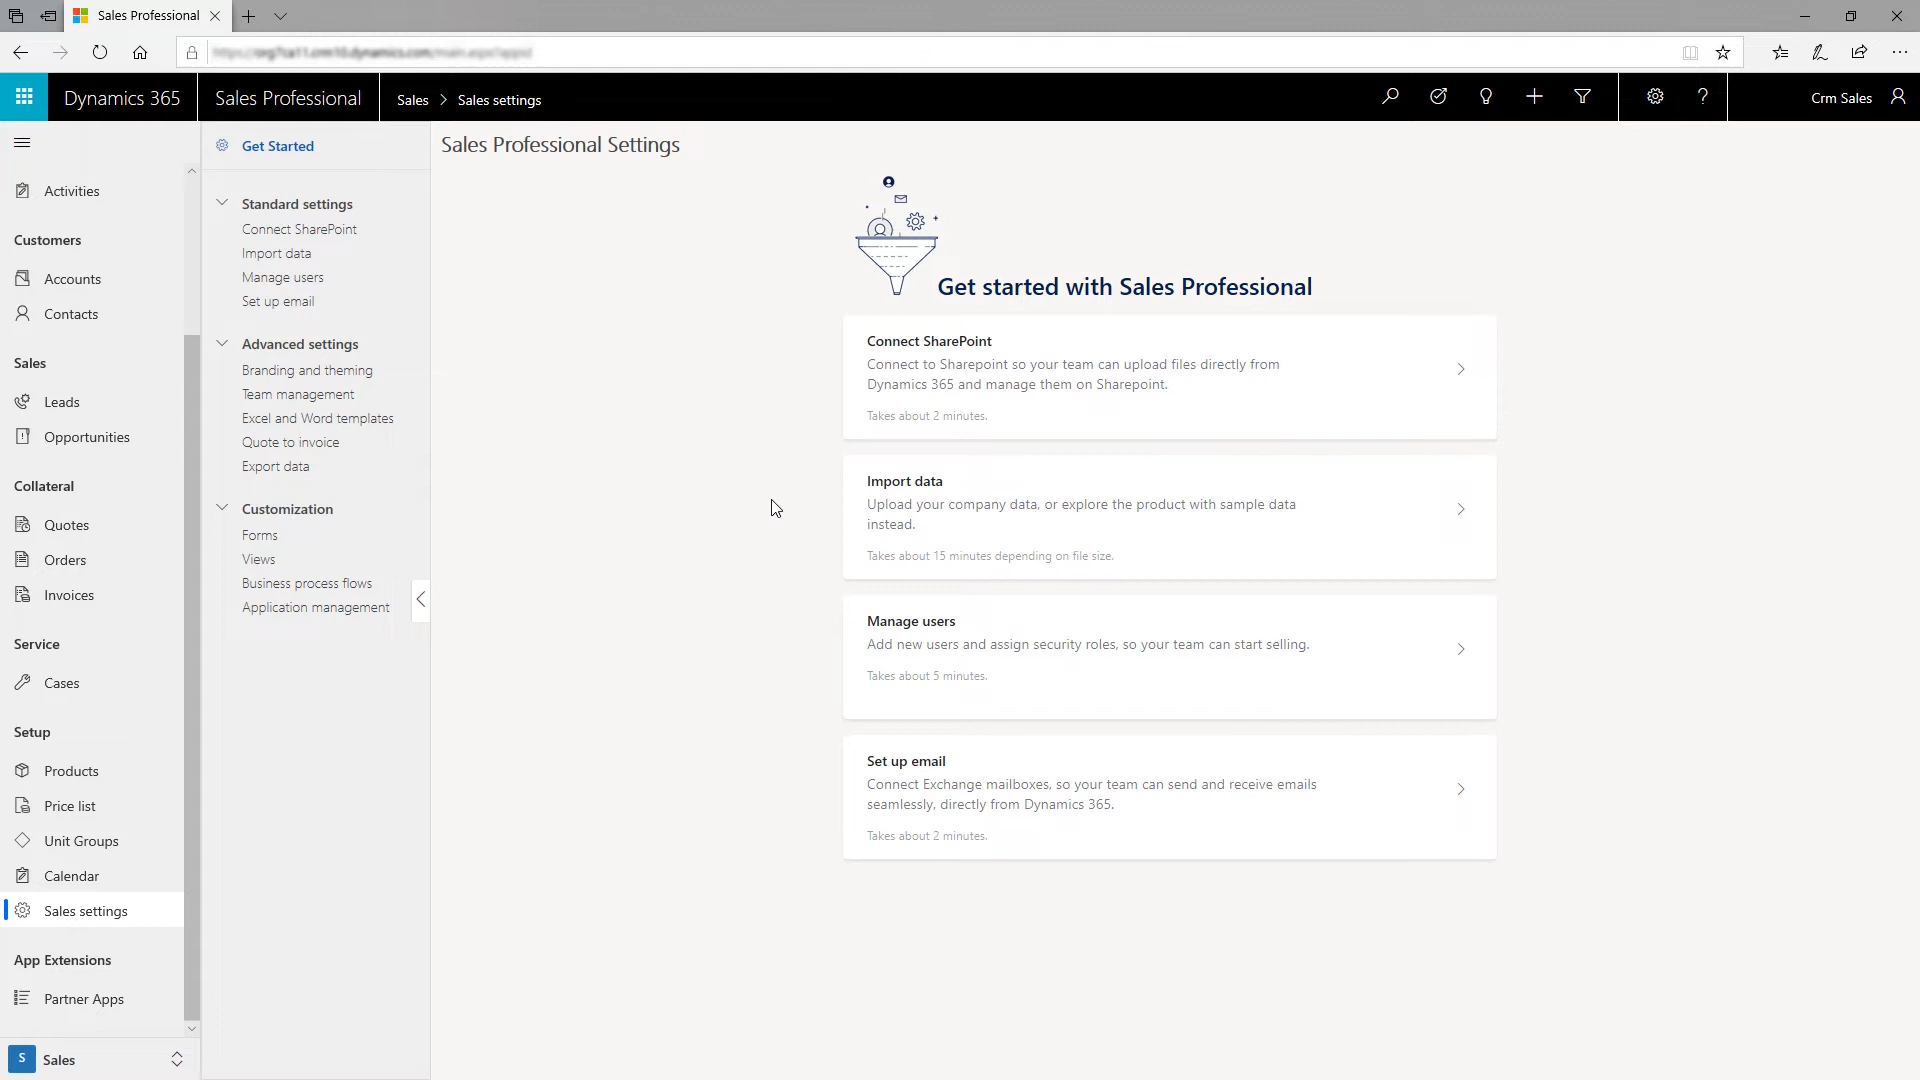 Sales Professional
Dynamics 365
Sales Professional
Sales > Sales settings
Crm Sales
Activities
Customers
Accounts
Contacts
Sales
Leads
Opportunities
Collateral
Quotes
Orders
Invoices
Service
Cases
Setup
Products
Price list
Unit Groups
Calendar
Sales settings
App Extensions
Partner Apps
S
Sales
Get Started
Standard settings
Connect SharePoint
Import data
Manage users
Set up email
Advanced settings
Branding and theming
Team management
Excel and Word templates
Quote to invoice
Export data
Customization
Forms
Views
Business process flows
Application management
Sales Professional Settings
Get started with Sales Professional
Connect SharePoint
Connect to Sharepoint so your team can upload files directly from
Dynamics 365 and manage them on Sharepoint.
Takes about 2 minutes.
Import data
Upload your company data, or explore the product with sample data
instead.
Takes about 15 minutes depending on file size.
Manage users
Add new users and assign security roles, so your team can start selling.
Takes about 5 minutes.
Set up email
Connect Exchange mailboxes, so your team can send and receive emails
seamlessly, directly from Dynamics 365.
Takes about 2 minutes.